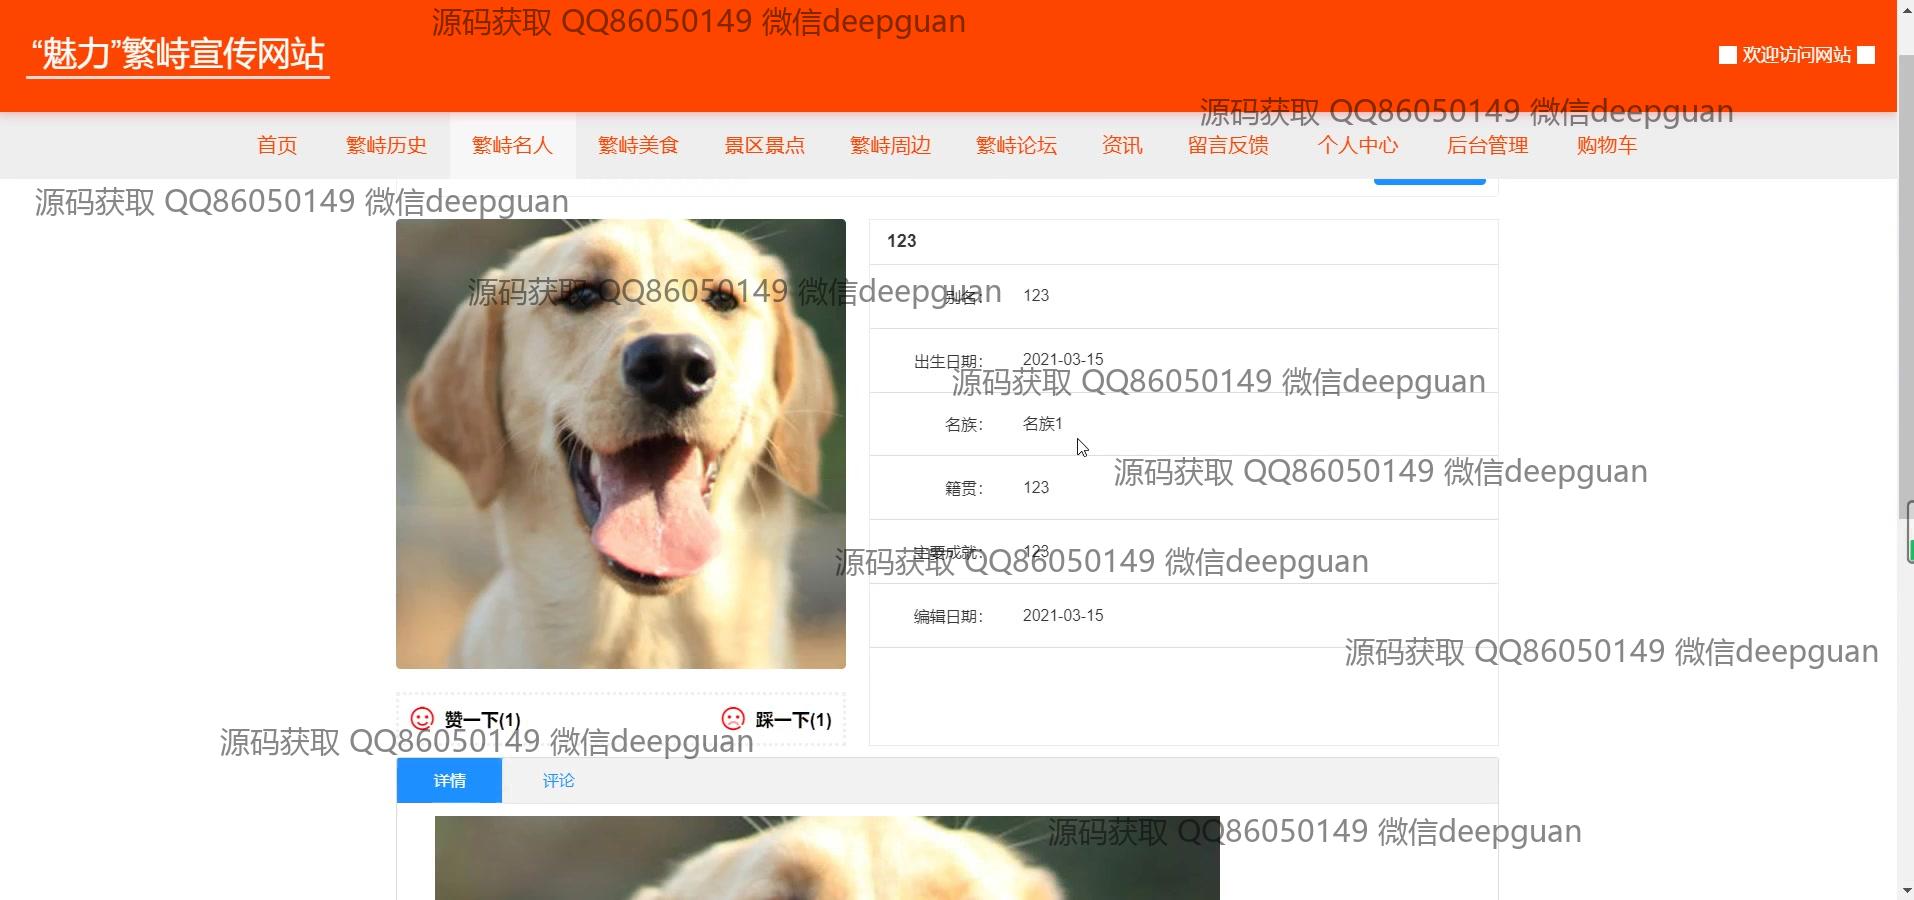 源码获取 QQ86050149 微信deepguan
“魅力”繁峙宣传网站
欢迎访问网站
源码获取 QQ86050149 微信deepguan
首页 繁峙历史 繁峙名人 繁峙美食 景区景点 繁峙周边 繁峙论坛 资讯 留言反馈 个人中心 后台管理 购物车
源码获取 QQ86050149 微信deepguan
123
源码获取 QQ86050149 微信deepguan
别名： 123
出生日期： 2021-03-15
源码获取 QQ86050149 微信deepguan
名族： 名族1
源码获取 QQ86050149 微信deepguan
籍贯： 123
主要成就： 123
源码获取 QQ86050149 微信deepguan
编辑日期： 2021-03-15
源码获取 QQ86050149 微信deepguan
赞一下(1) 踩一下(1)
源码获取 QQ86050149 微信deepguan
详情 评论
源码获取 QQ86050149 微信deepguan